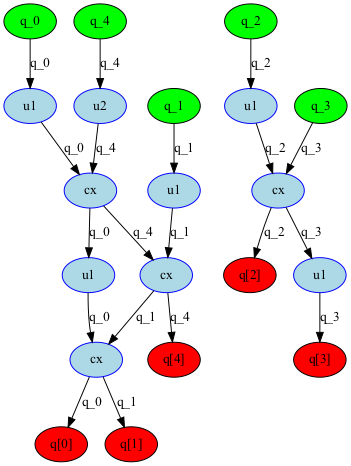 q_0 q_4 q_2
q_0 q_4 q_2
u1 u2 q_1 u1 q_3
q_0 q_4 q_1 q_2 q_3
cx u1 cx
q_0 q_4 q_1 q_2 q_3
u1 cx q[2] u1
q_0 q_1 q_4 q_3
cx q[4] q[3]
q_0 q_1
q[0] q[1]